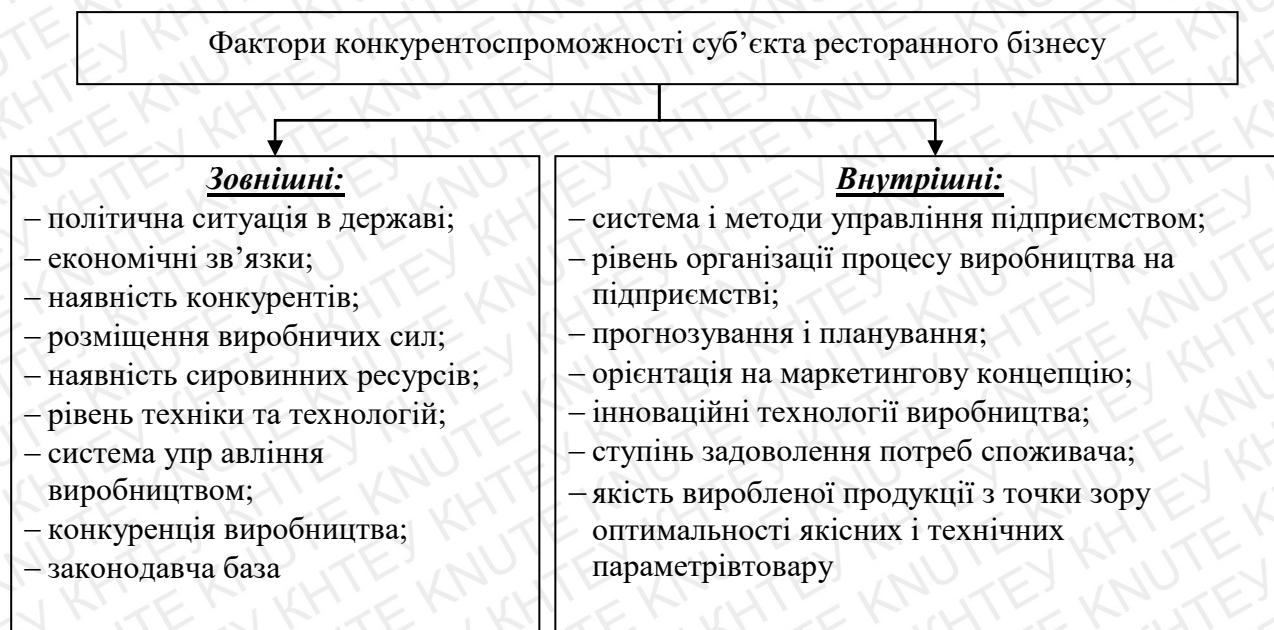 Фактори конкурентоспроможності суб’єкта ресторанного бізнесу
Зовнішні:
– політична ситуація в державі;
– економічні зв’язки;
– наявність конкурентів;
– розміщення виробничих сил;
– наявність сировинних ресурсів;
– рівень техніки та технологій;
– система упр авління
виробництвом;
– конкуренція виробництва;
– законодавча база
Внутрішні:
– система і методи управління підприємством;
– рівень організації процесу виробництва на
підприємстві;
– прогнозування і планування;
– орієнтація на маркетингову концепцію;
– інноваційні технології виробництва;
– ступінь задоволення потреб споживача;
– якість виробленої продукції з точки зору
оптимальності якісних і технічних
параметрівтовару